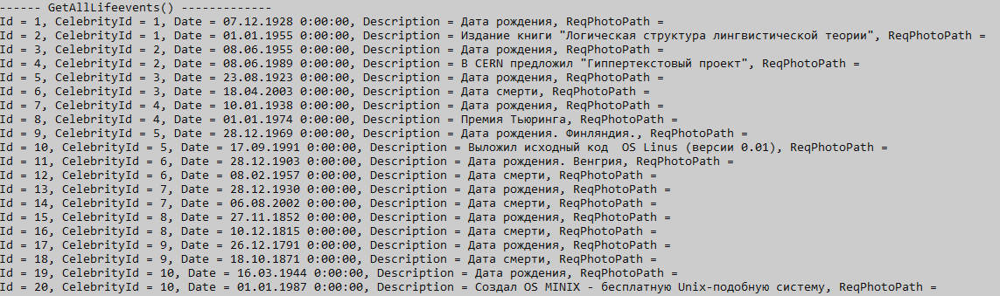 ------ GetAllLifeevents() -------------
Id = 1, CelebrityId = 1, Date = 07.12.1928 0:00:00, Description = Дата рождения, ReqPhotoPath =
Id = 2, CelebrityId = 1, Date = 01.01.1955 0:00:00, Description = Издание книги "Логическая структура лингвистической теории", ReqPhotoPath =
Id = 3, CelebrityId = 2, Date = 08.06.1955 0:00:00, Description = Дата рождения, ReqPhotoPath =
Id = 4, CelebrityId = 2, Date = 08.06.1989 0:00:00, Description = В CERN предложил "Гиппертекстовый проект", ReqPhotoPath =
Id = 5, CelebrityId = 3, Date = 23.08.1923 0:00:00, Description = Дата рождения, ReqPhotoPath =
Id = 6, CelebrityId = 3, Date = 18.04.2003 0:00:00, Description = Дата смерти, ReqPhotoPath =
Id = 7, CelebrityId = 4, Date = 10.01.1938 0:00:00, Description = Дата рождения, ReqPhotoPath =
Id = 8, CelebrityId = 4, Date = 01.01.1974 0:00:00, Description = Премия Тьюринга, ReqPhotoPath =
Id = 9, CelebrityId = 5, Date = 28.12.1969 0:00:00, Description = Дата рождения. Финляндия., ReqPhotoPath =
Id = 10, CelebrityId = 5, Date = 17.09.1991 0:00:00, Description = Выложил исходный код  OS Linus (версии 0.01), ReqPhotoPath =
Id = 11, CelebrityId = 6, Date = 28.12.1903 0:00:00, Description = Дата рождения. Венгрия, ReqPhotoPath =
Id = 12, CelebrityId = 6, Date = 08.02.1957 0:00:00, Description = Дата смерти, ReqPhotoPath =
Id = 13, CelebrityId = 7, Date = 28.12.1930 0:00:00, Description = Дата рождения, ReqPhotoPath =
Id = 14, CelebrityId = 7, Date = 06.08.2002 0:00:00, Description = Дата смерти, ReqPhotoPath =
Id = 15, CelebrityId = 8, Date = 27.11.1852 0:00:00, Description = Дата рождения, ReqPhotoPath =
Id = 16, CelebrityId = 8, Date = 10.12.1815 0:00:00, Description = Дата смерти, ReqPhotoPath =
Id = 17, CelebrityId = 9, Date = 26.12.1791 0:00:00, Description = Дата рождения, ReqPhotoPath =
Id = 18, CelebrityId = 9, Date = 18.10.1871 0:00:00, Description = Дата смерти, ReqPhotoPath =
Id = 19, CelebrityId = 10, Date = 16.03.1944 0:00:00, Description = Дата рождения, ReqPhotoPath =
Id = 20, CelebrityId = 10, Date = 01.01.1987 0:00:00, Description = Создал OS MINIX - бесплатную Unix-подобную систему, ReqPhotoPath =